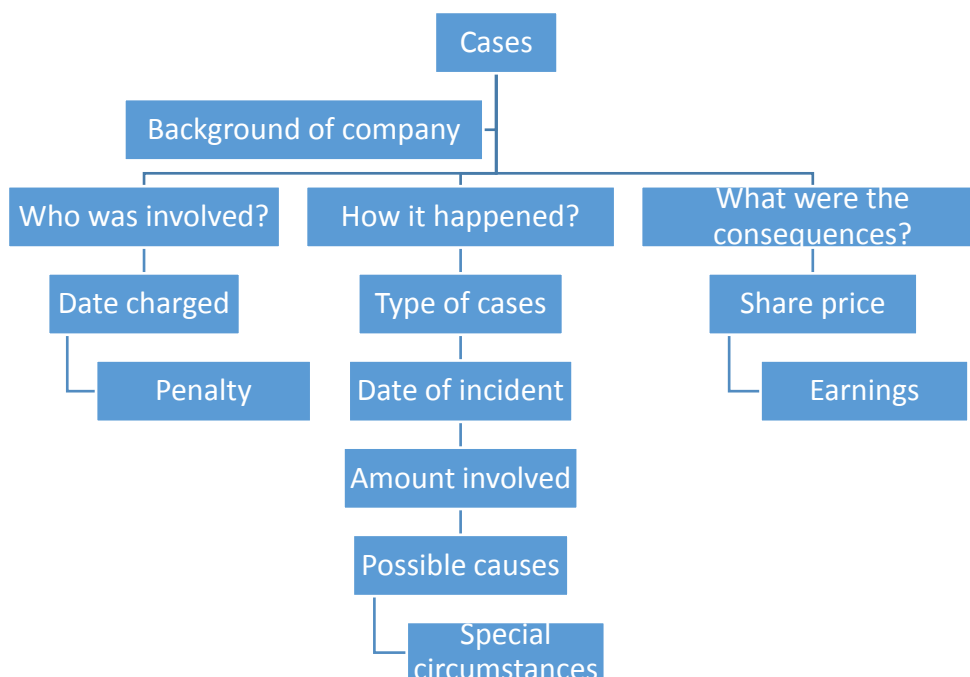 Cases
Background of company
Who was involved?
How it happened?
What were the
consequences?
Date charged
Type of cases
Share price
Penalty
Date of incident
Earnings
Amount involved
Possible causes
Special
circumstances